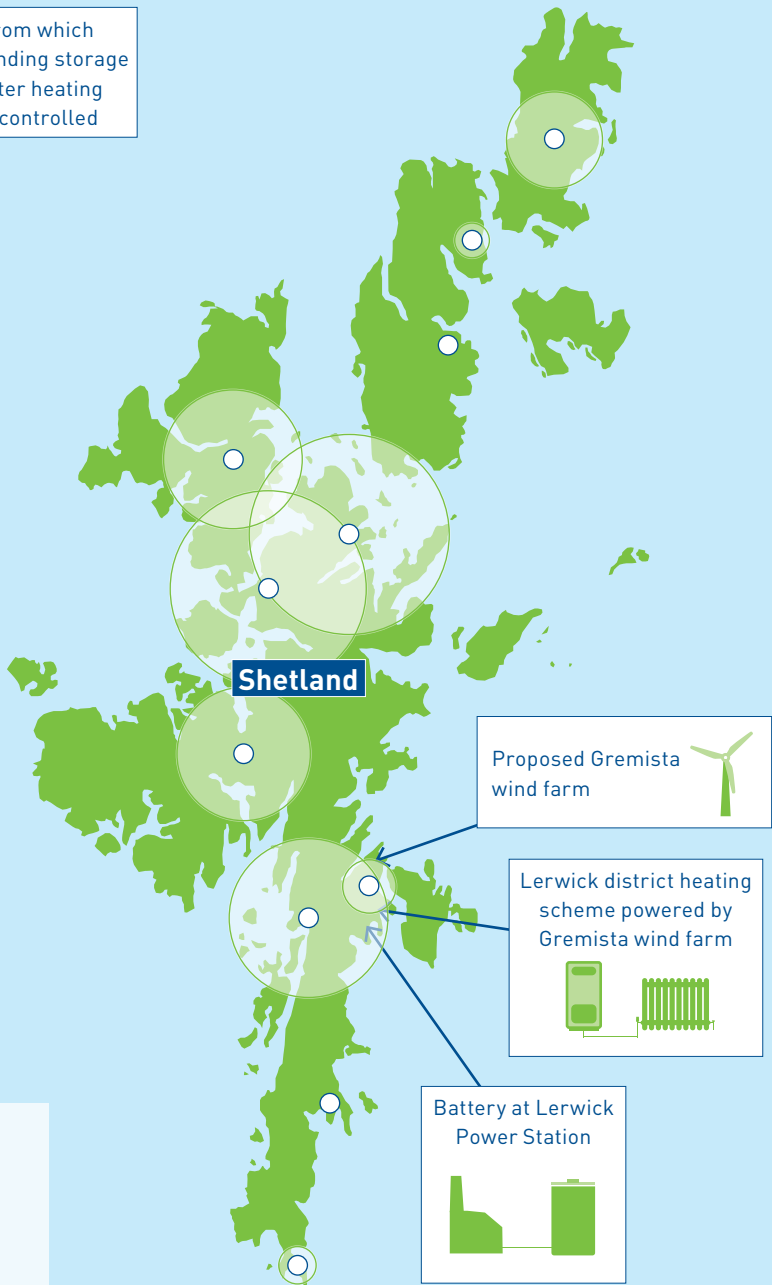 from which
nding storage
ter heating
controlled
Shetland
Proposed Gremista
wind farm
Lerwick district heating
scheme powered by
Gremista wind farm
Battery at Lerwick
Power Station